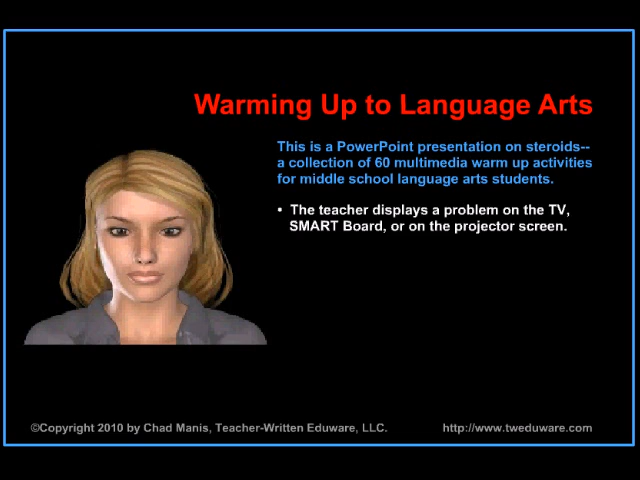 Warming Up to Language Arts
This is a PowerPoint presentation on steroids--
a collection of 60 multimedia warm up activities
for middle school language arts students.
• The teacher displays a problem on the TV,
SMART Board, or on the projector screen.
©Copyright 2010 by Chad Manis, Teacher-Written Eduware, LLC. http://www.tweduware.com